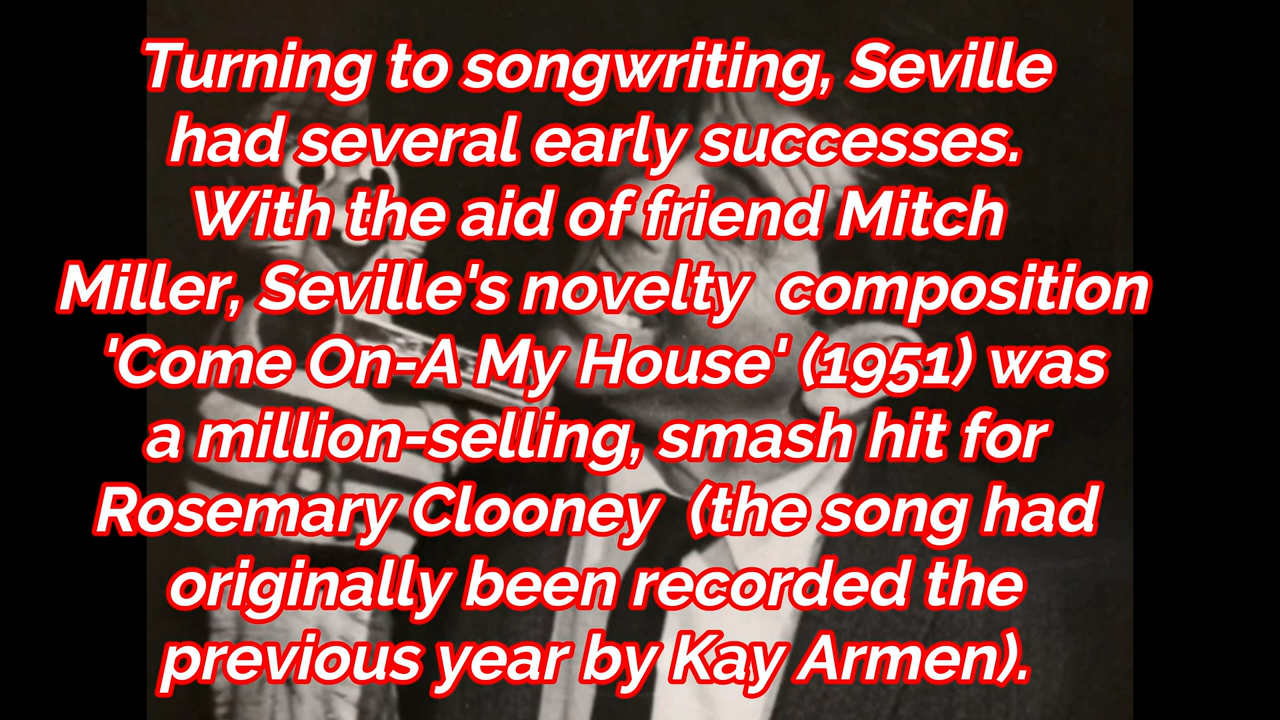 Turning to songwriting, Seville
had several early successes.
With the aid of friend Mitch
Miller, Seville's novelty  composition
'Come On-A My House' (1951) was
a million-selling, smash hit for
Rosemary Clooney  (the song had
originally been recorded the
previous year by Kay Armen).